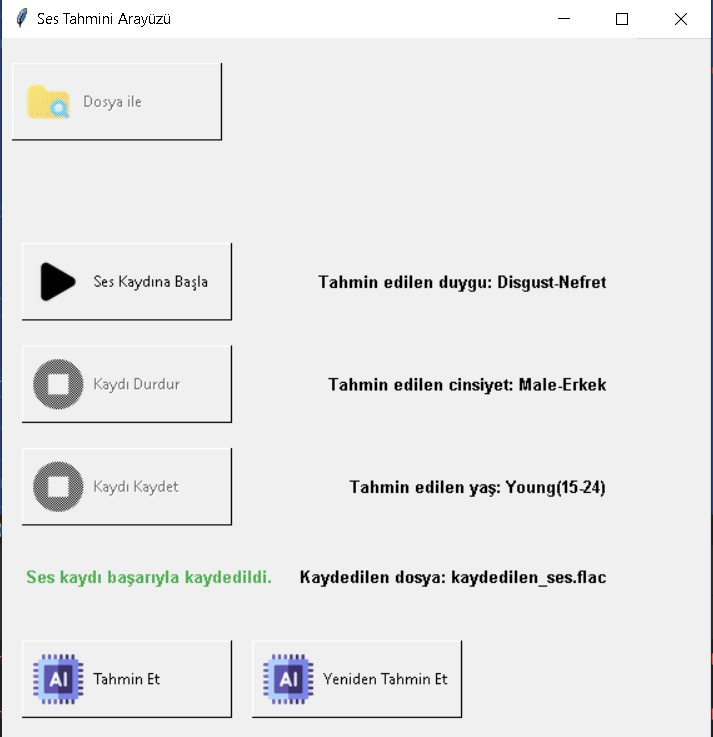 Ses Tahmini Arayüzü
Dosya ile
Ses Kaydına Başla
Tahmin edilen duygu: Disgust-Nefret
Kaydı Durdur
Tahmin edilen cinsiyet: Male-Erkek
Kaydı Kaydet
Tahmin edilen yaş: Young(15-24)
Ses kaydı başarıyla kaydedildi.
Kaydedilen dosya: kaydedilen_ses.flac
AI Tahmin Et
AI Yeniden Tahmin Et